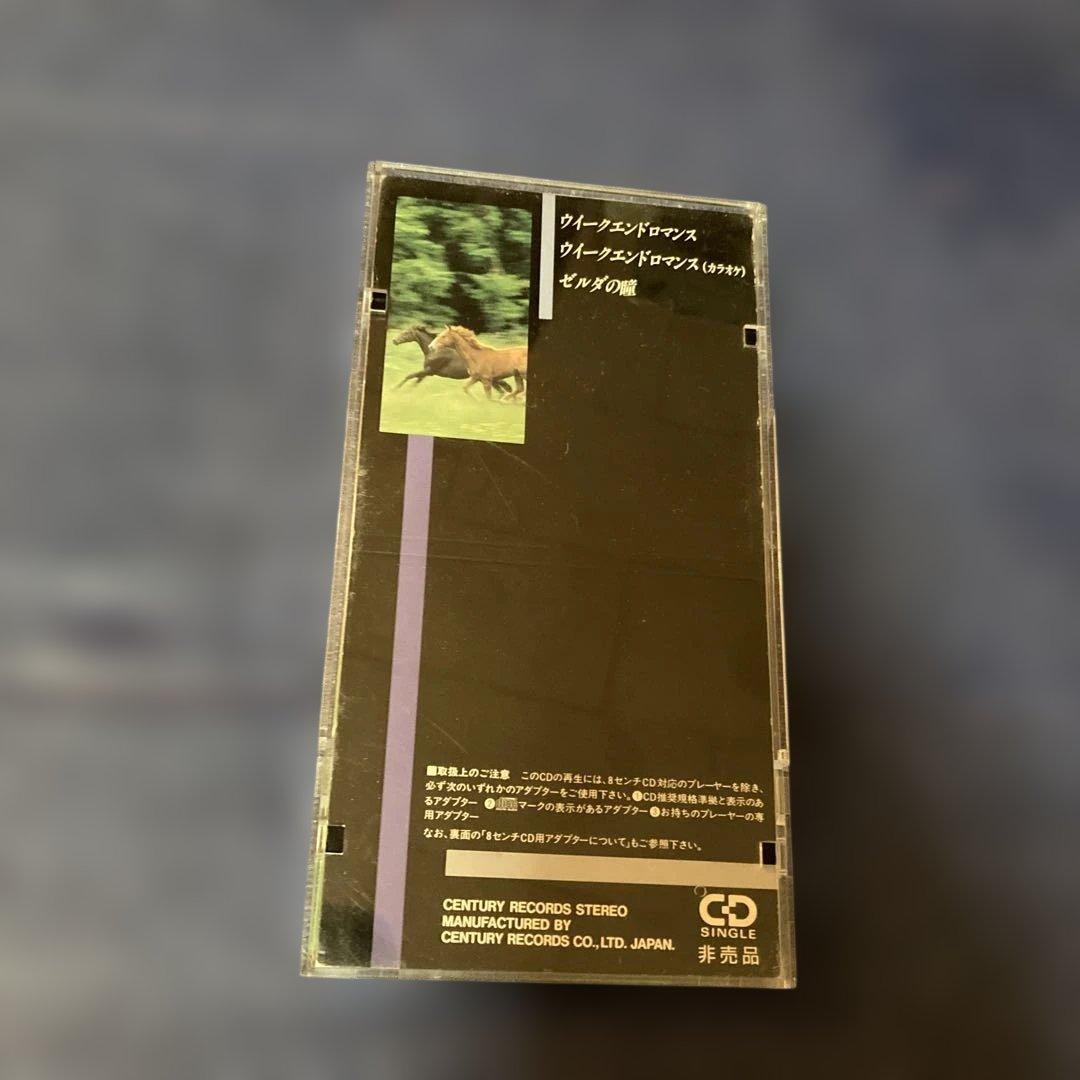 ウイークエンドロマンス
ウイークエンドロマンス(カラオケ)
ゼルダの瞳
■取扱上のご注意 このCDの再生には、8センチCD対応のプレーヤーを除き、
必ず次のいずれかのアダプターをご使用下さい。❶CD推奨規格準拠と表示のあ
るアダプター ❷マークの表示があるアダプター❸お持ちのプレーヤーの専
用アダプター
なお、裏面の「8センチCD用アダプターについて」もご参照下さい。
CENTURY RECORDS STEREO
MANUFACTURED BY
CENTURY RECORDS CO.,LTD. JAPAN.
CD
SINGLE
非売品